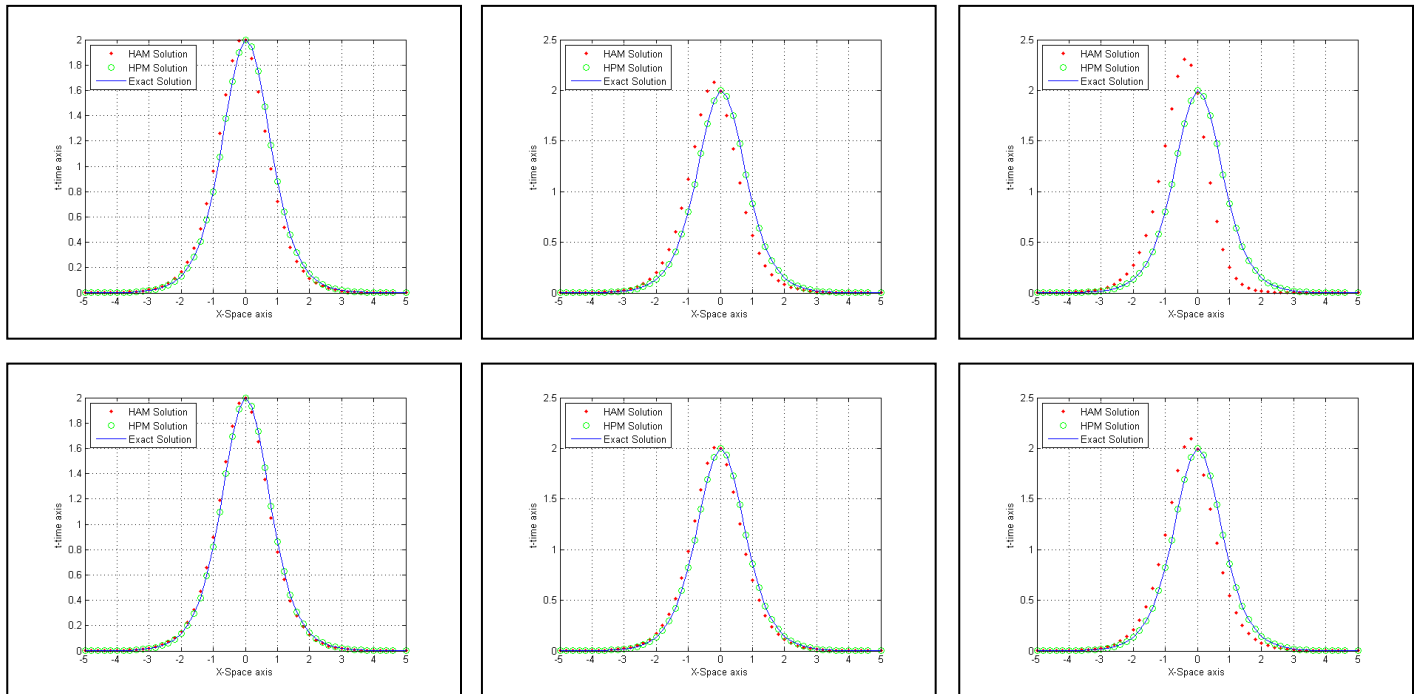 2
1.8
1.6
1.4
1.2
1
0.8
0.6
0.4
0.2
0
HAM Solution
HPM Solution
Exact Solution
t-time axis
-5 -4 -3 -2 -1 0 1 2 3 4 5
X-Space axis
2.5
2
1.5
1
0.5
0
HAM Solution
HPM Solution
Exact Solution
t-time axis
-5 -4 -3 -2 -1 0 1 2 3 4 5
X-Space axis
2.5
2
1.5
1
0.5
0
HAM Solution
HPM Solution
Exact Solution
t-time axis
-5 -4 -3 -2 -1 0 1 2 3 4 5
X-Space axis
2
1.8
1.6
1.4
1.2
1
0.8
0.6
0.4
0.2
0
HAM Solution
HPM Solution
Exact Solution
t-time axis
-5 -4 -3 -2 -1 0 1 2 3 4 5
X-Space axis
2.5
2
1.5
1
0.5
0
HAM Solution
HPM Solution
Exact Solution
t-time axis
-5 -4 -3 -2 -1 0 1 2 3 4 5
X-Space axis
2.5
2
1.5
1
0.5
0
HAM Solution
HPM Solution
Exact Solution
t-time axis
-5 -4 -3 -2 -1 0 1 2 3 4 5
X-Space axis